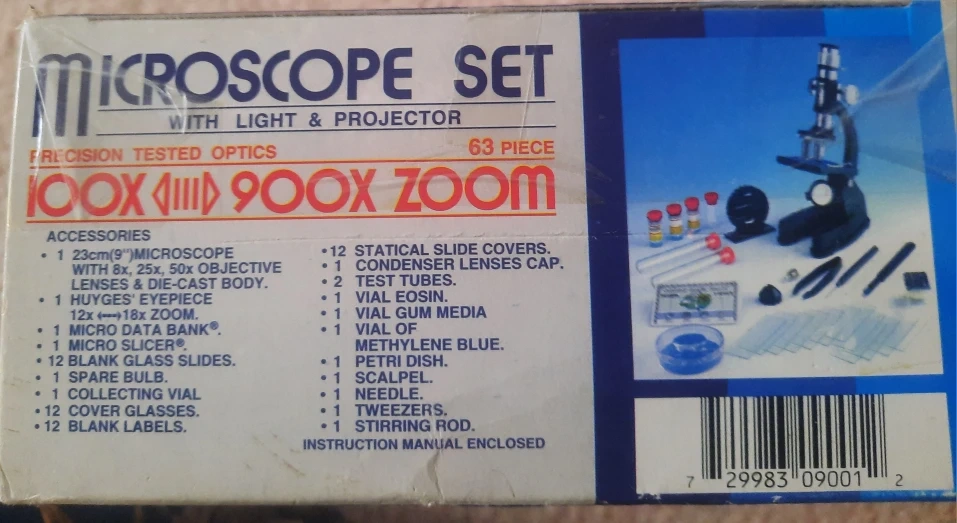 MICROSCOPE SET
WITH LIGHT & PROJECTOR
PRECISION TESTED OPTICS
63 PIECE
100X 900X ZOOM
ACCESSORIES
• 1 23cm(9")MICROSCOPE
WITH 8x, 25x, 50x OBJECTIVE
LENSES & DIE-CAST BODY.
• 1 HUYGES' EYEPIECE
12x ↔ 18x ZOOM.
• 1 MICRO DATA BANK®.
• 1 MICRO SLICER®.
• 12 BLANK GLASS SLIDES.
• 1 SPARE BULB.
• 1 COLLECTING VIAL
• 12 COVER GLASSES.
• 12 BLANK LABELS.
• 12 STATICAL SLIDE COVERS.
• 1 CONDENSER LENSES CAP.
• 2 TEST TUBES.
• 1 VIAL EOSIN.
• 1 VIAL GUM MEDIA
• 1 VIAL OF
METHYLENE BLUE.
• 1 PETRI DISH.
• 1 SCALPEL.
• 1 NEEDLE.
• 1 TWEEZERS.
• 1 STIRRING ROD.
INSTRUCTION MANUAL ENCLOSED
7 29983 09001 2